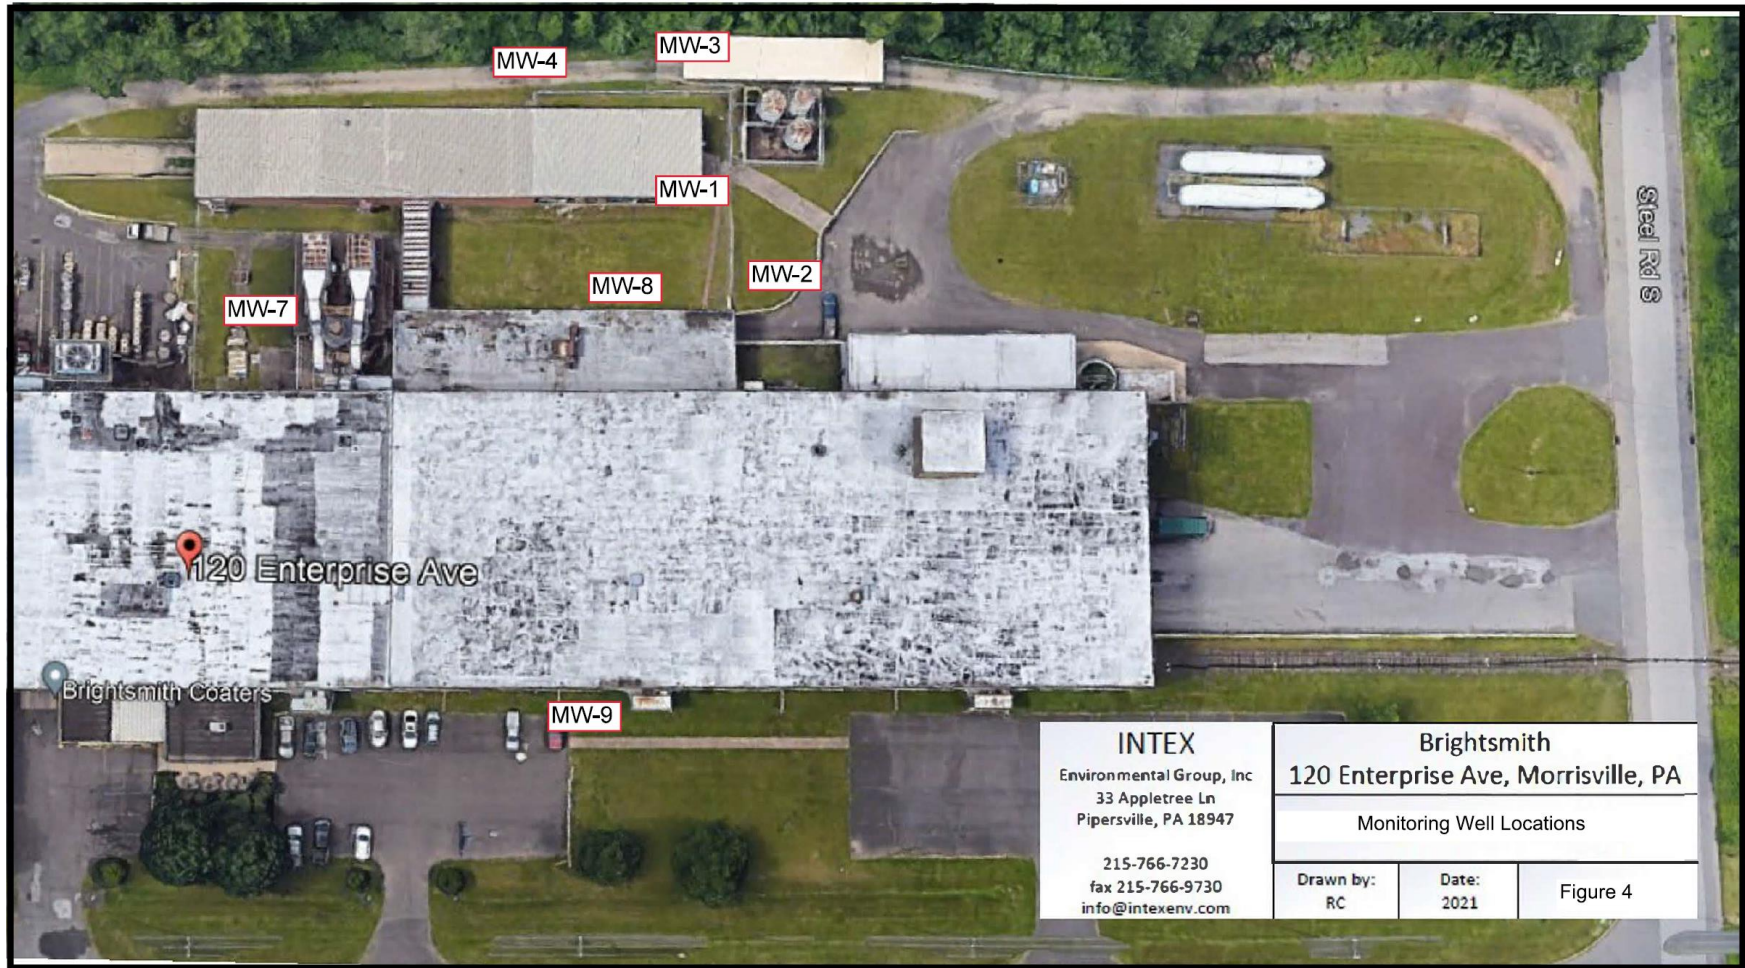 MW-3
MW-4
MW-1
MW-2
MW-8
MW-7
Steel Rd S
120 Enterprise Ave
Brightsmith Coaters
MW-9
INTEX
Environmental Group, Inc
33 Appletree Ln
Pipersville, PA 18947
215-766-7230
fax 215-766-9730
info@intexenv.com
Brightsmith
120 Enterprise Ave, Morrisville, PA
Monitoring Well Locations
Drawn by:
RC
Date:
2021
Figure 4